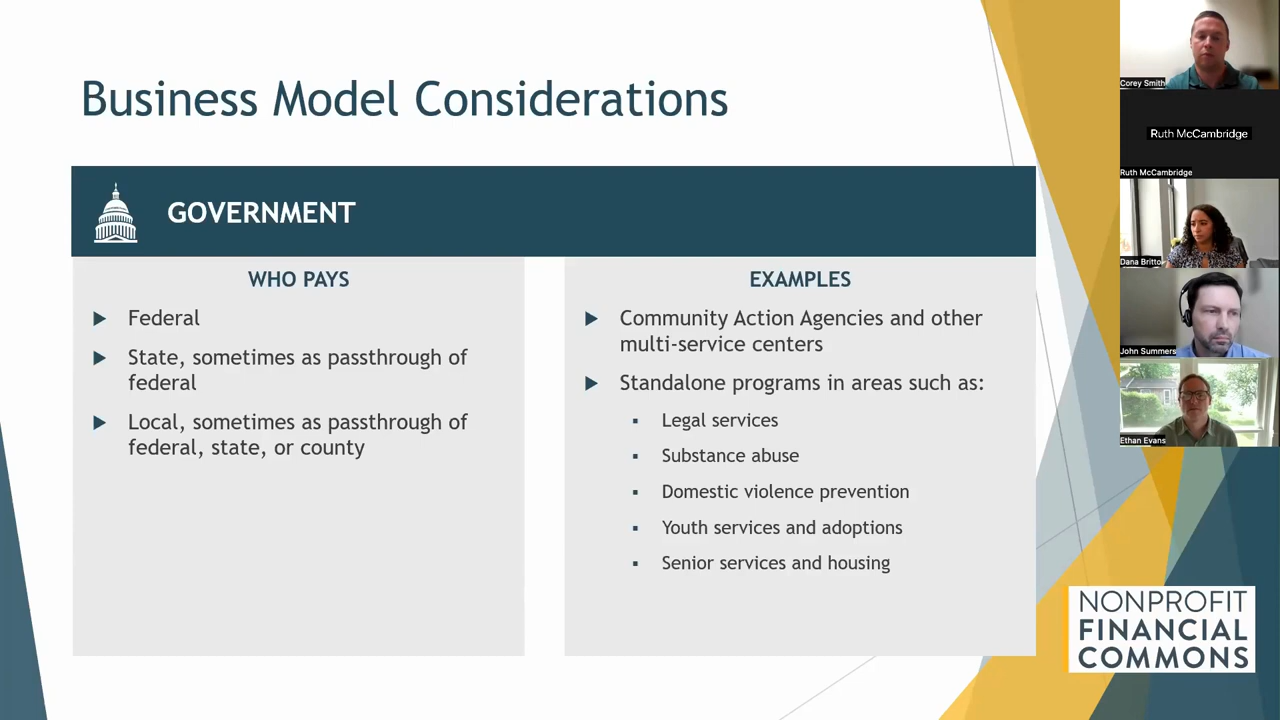 Business Model Considerations
GOVERNMENT
WHO PAYS
Federal
State, sometimes as passthrough of
federal
Local, sometimes as passthrough of
federal, state, or county
EXAMPLES
Community Action Agencies and other
multi-service centers
Standalone programs in areas such as:
Legal services
Substance abuse
Domestic violence prevention
Youth services and adoptions
Senior services and housing
Corey Smith
Ruth McCambridge
Ruth McCambridge
Dana Britto
John Summers
Ethan Evans
NONPROFIT
FINANCIAL
COMMONS